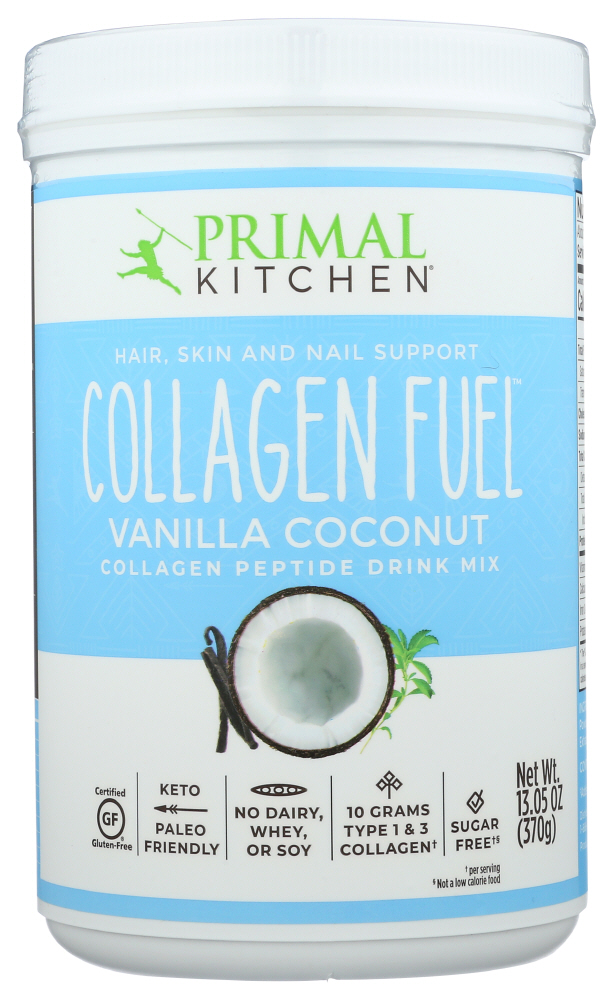 PRIMAL
KITCHEN®
HAIR, SKIN AND NAIL SUPPORT
COLLAGEN FUEL™
VANILLA COCONUT
COLLAGEN PEPTIDE DRINK MIX
Certified
GF
Gluten-Free
KETO
PALEO
FRIENDLY
NO DAIRY,
WHEY,
OR SOY
10 GRAMS
TYPE 1 & 3
COLLAGEN†
SUGAR
FREE†§
Net Wt.
13.05 OZ
(370g)
† per serving
§ Not a low calorie food